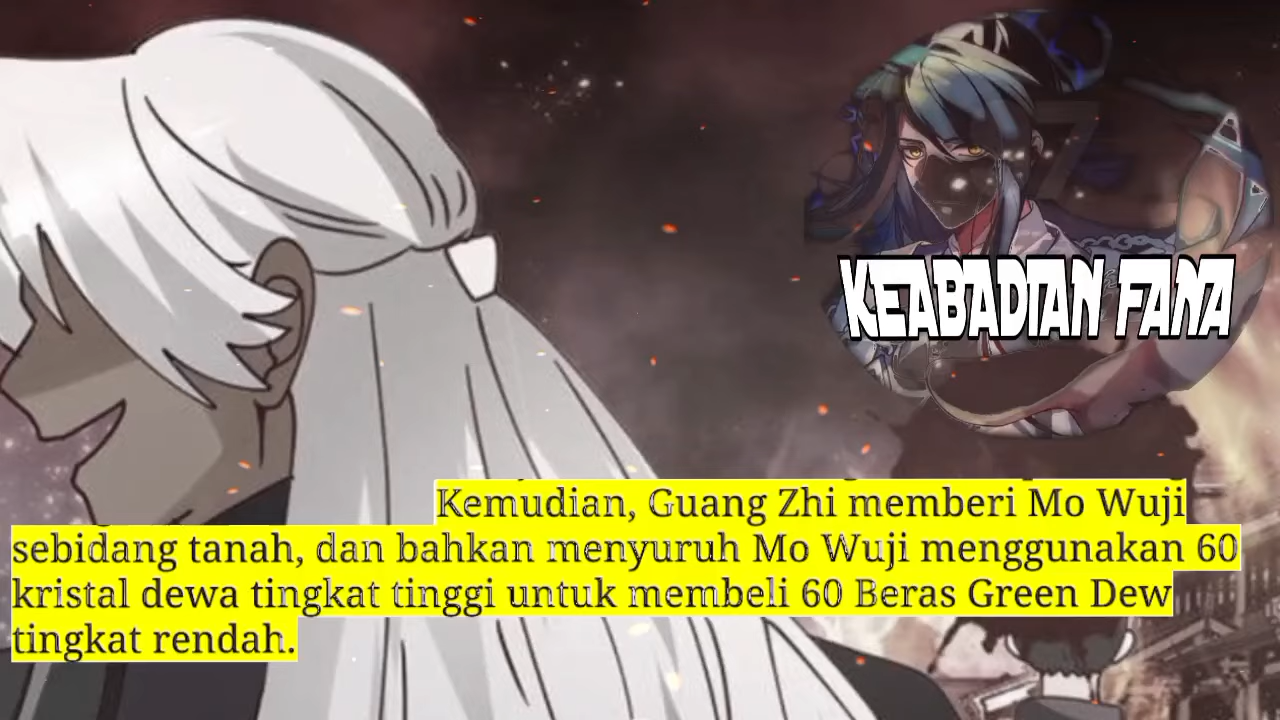 KEABADIAN FANA
Kemudian, Guang Zhi memberi Mo Wuji
sebidang tanah, dan bahkan menyuruh Mo Wuji menggunakan 60
kristal dewa tingkat tinggi untuk membeli 60 Beras Green Dew
tingkat rendah.